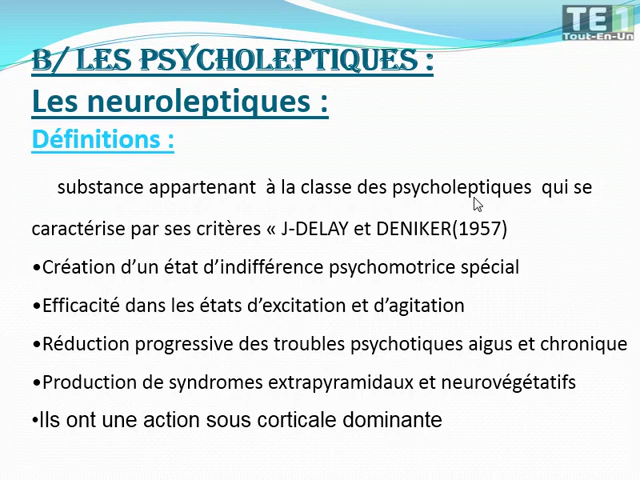 TE1
Tout-En-Un
B/ LES PSYCHOLEPTIQUES :
Les neuroleptiques :
Définitions :
substance appartenant à la classe des psycholeptiques qui se
caractérise par ses critères « J-DELAY et DENIKER(1957)
•Création d’un état d’indifférence psychomotrice spécial
•Efficacité dans les états d’excitation et d’agitation
•Réduction progressive des troubles psychotiques aigus et chronique
•Production de syndromes extrapyramidaux et neurovégétatifs
•Ils ont une action sous corticale dominante